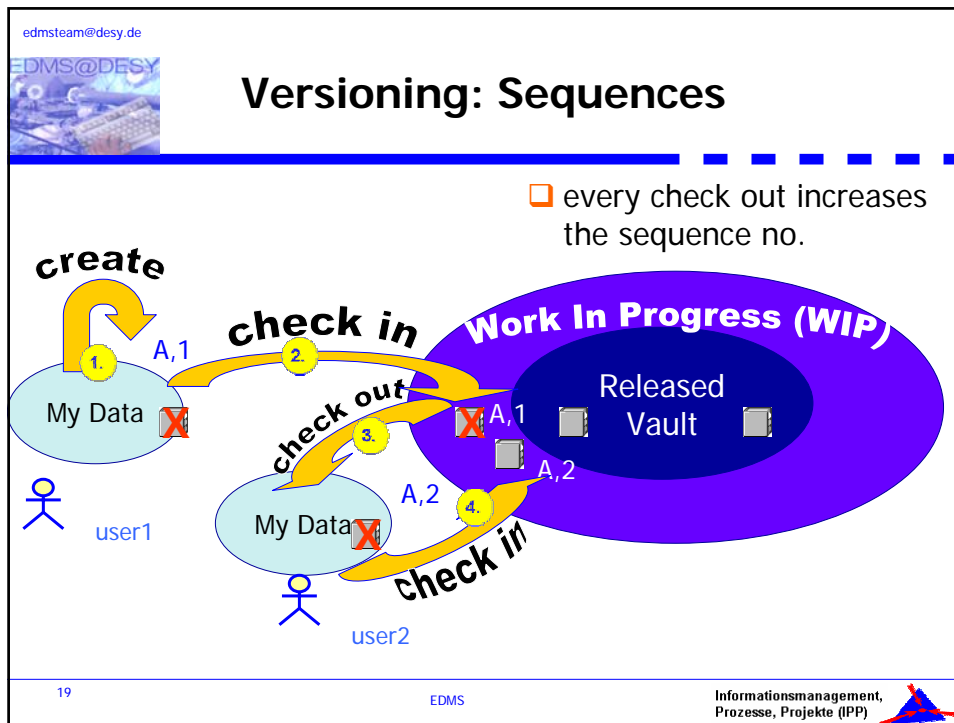 edmsteam@desy.de
EDMS@DESY
Versioning: Sequences
every check out increases
the sequence no.
create
1.
A,1
My Data
X
user1
check in
2.
check out
3.
Work In Progress (WIP)
Released
Vault
X
A,1
A,2
A,2
4.
My Data
X
check in
user2
19
EDMS
Informationsmanagement,
Prozesse, Projekte (IPP)